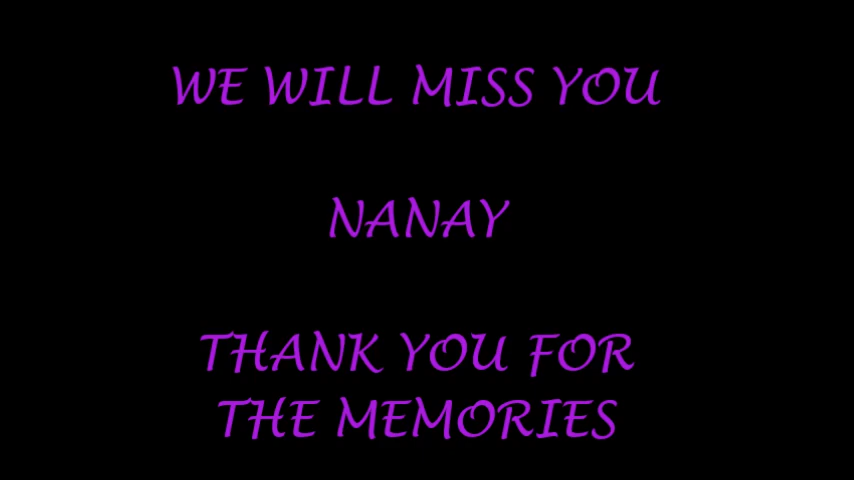 WE WILL MISS YOU
NANAY
THANK YOU FOR
THE MEMORIES